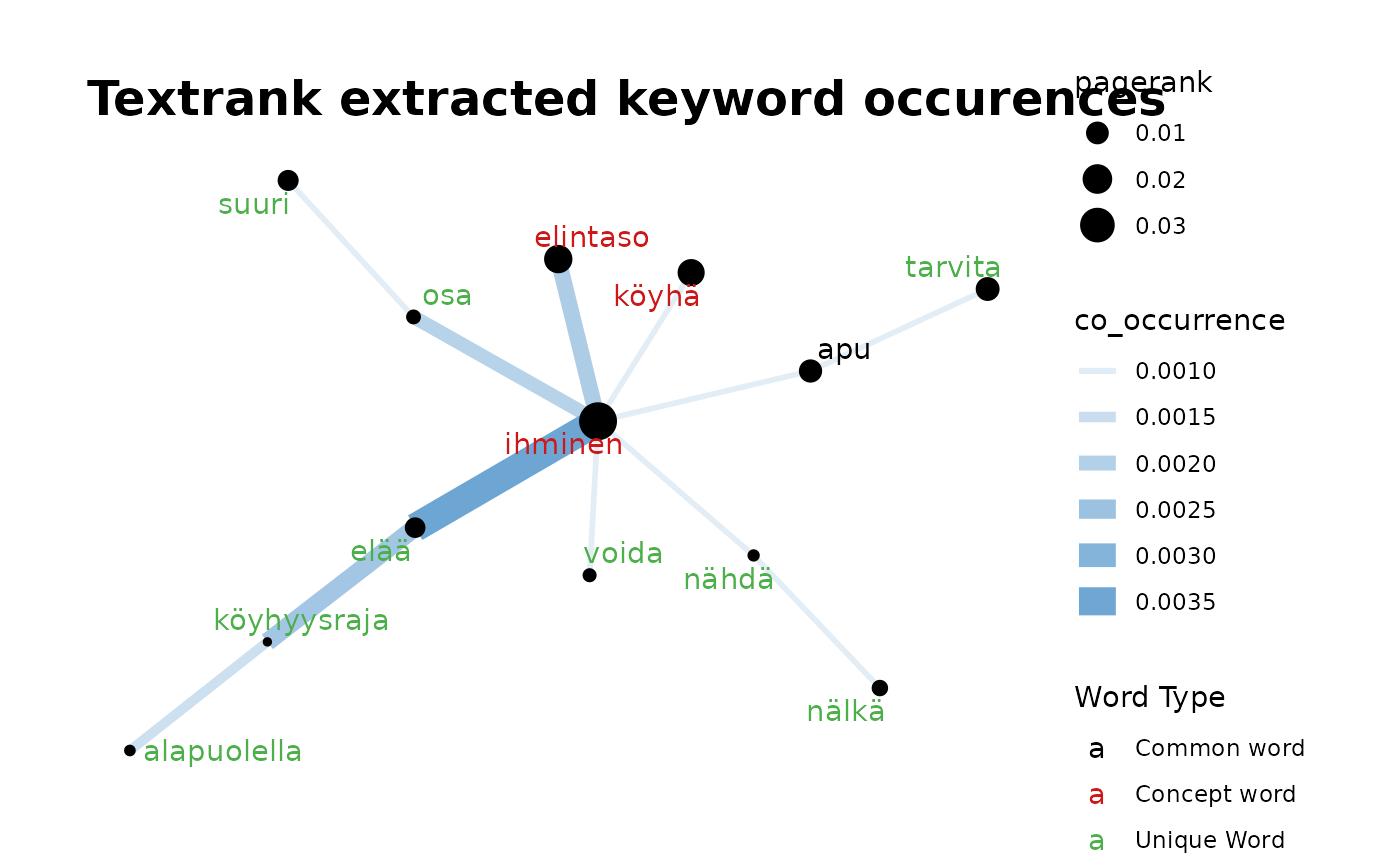 Textrank extracted keyword occurences
pagerank
0.01
0.02
0.03
suuri
elintaso
köyhä
tarvita
osa
apu
ihminen
elää
voida
nähdä
köyhyysraja
nälkä
alapuolella
co_occurrence
0.0010
0.0015
0.0020
0.0025
0.0030
0.0035
Word Type
a Common word
a Concept word
a Unique Word